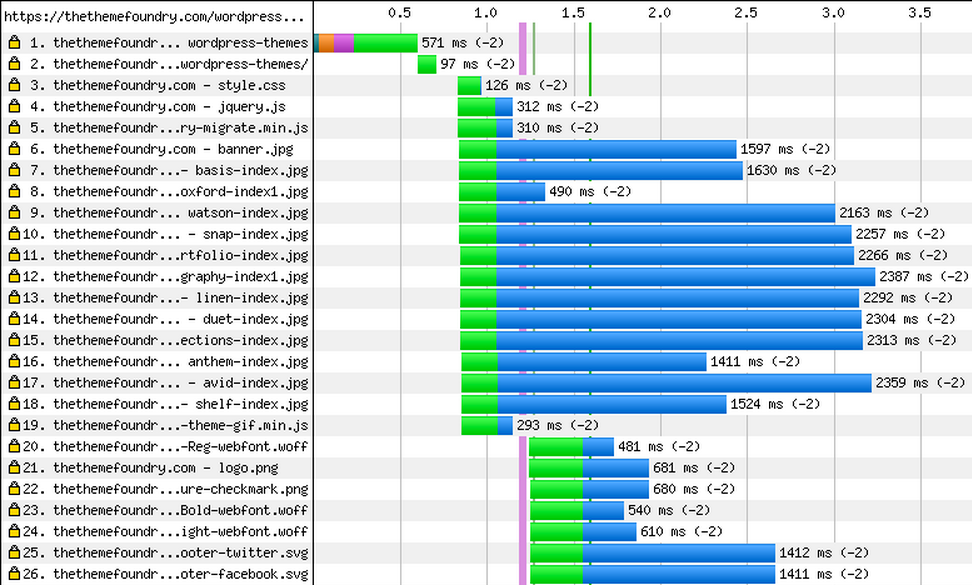 https://thethemefoundry.com/wordpress... 0.5 1.0 1.5 2.0 2.5 3.0 3.5
1. thethemefoundr... wordpress-themes 571 ms (-2)
2. thethemefoundr...wordpress-themes/ 97 ms (-2)
3. thethemefoundry.com - style.css 126 ms (-2)
4. thethemefoundry.com - jquery.js 312 ms (-2)
5. thethemefoundr...ry-migrate.min.js 310 ms (-2)
6. thethemefoundry.com - banner.jpg 1597 ms (-2)
7. thethemefoundr...- basis-index.jpg 1630 ms (-2)
8. thethemefoundr...oxford-index1.jpg 490 ms (-2)
9. thethemefoundr... watson-index.jpg 2163 ms (-2)
10. thethemefoundr... - snap-index.jpg 2257 ms (-2)
11. thethemefoundr...rtfolio-index.jpg 2266 ms (-2)
12. thethemefoundr...graphy-index1.jpg 2387 ms (-2)
13. thethemefoundr...- linen-index.jpg 2292 ms (-2)
14. thethemefoundr... - duet-index.jpg 2304 ms (-2)
15. thethemefoundr...ections-index.jpg 2313 ms (-2)
16. thethemefoundr... anthem-index.jpg 1411 ms (-2)
17. thethemefoundr... - avid-index.jpg 2359 ms (-2)
18. thethemefoundr...- shelf-index.jpg 1524 ms (-2)
19. thethemefoundr...-theme-gif.min.js 293 ms (-2)
20. thethemefoundr...-Reg-webfont.woff 481 ms (-2)
21. thethemefoundry.com - logo.png 681 ms (-2)
22. thethemefoundr...ure-checkmark.png 680 ms (-2)
23. thethemefoundr...Bold-webfont.woff 540 ms (-2)
24. thethemefoundr...ight-webfont.woff 610 ms (-2)
25. thethemefoundr...ooter-twitter.svg 1412 ms (-2)
26. thethemefoundr...oter-facebook.svg 1411 ms (-2)